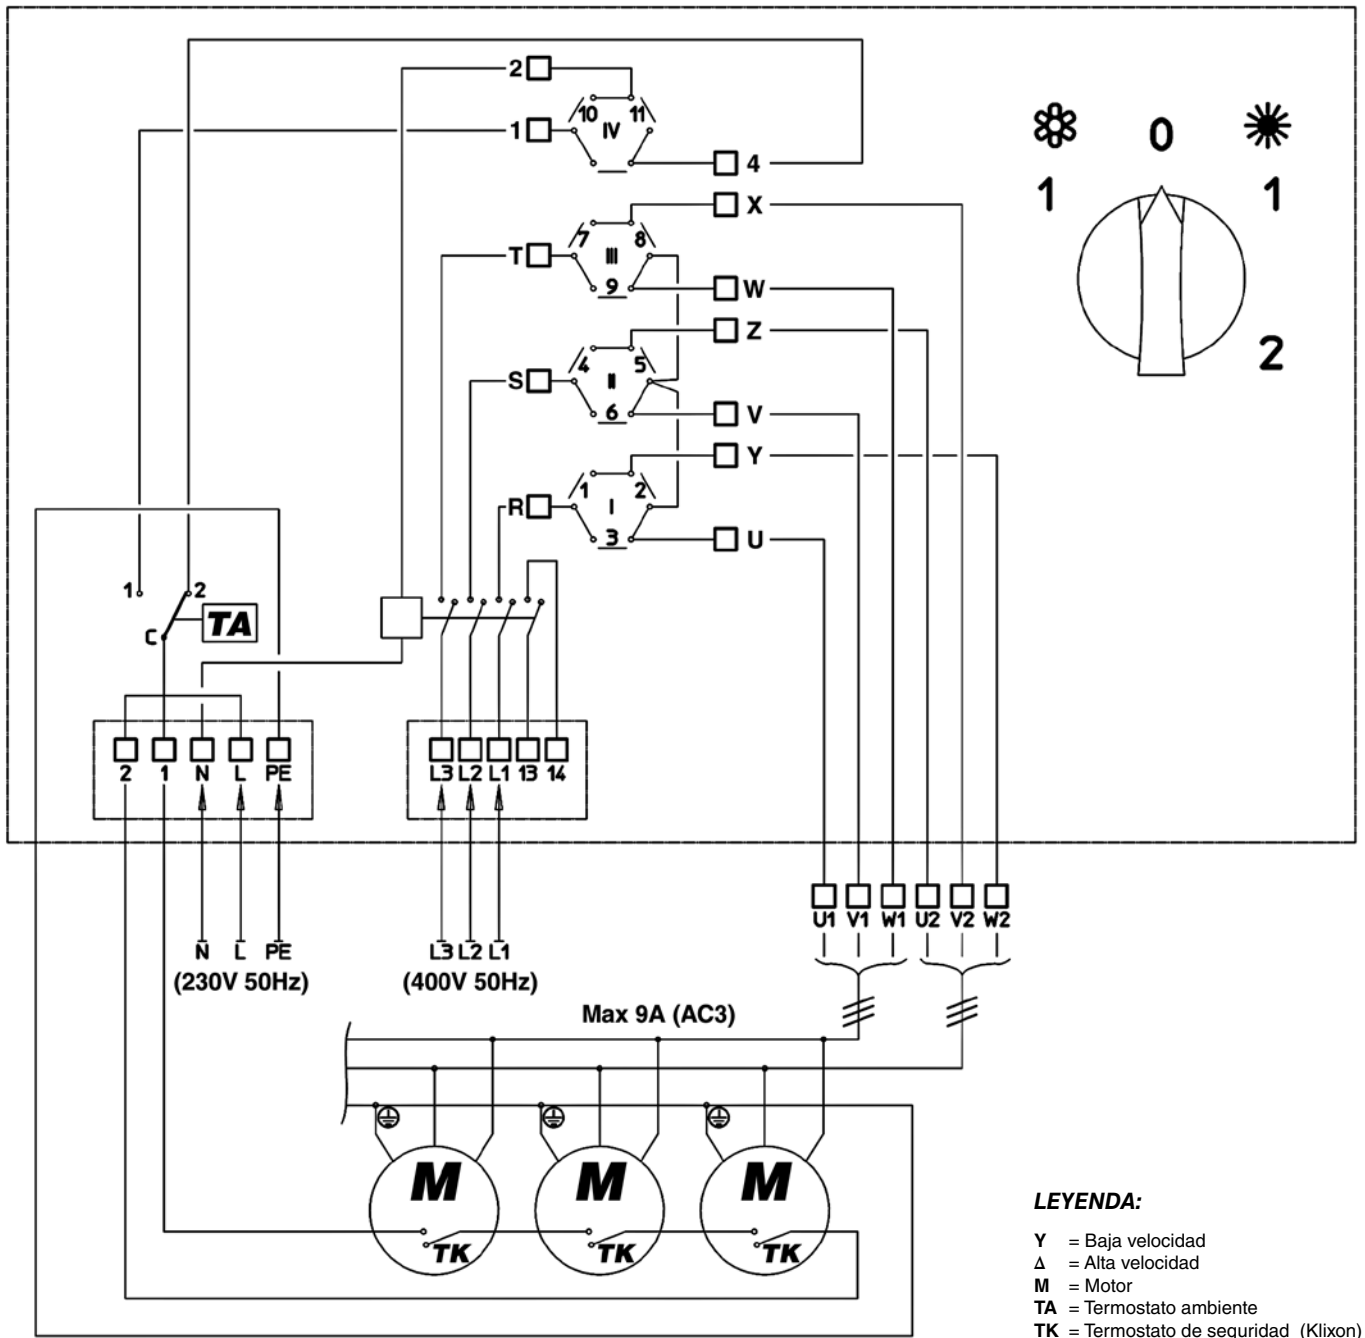 2
10 11
IV
1
4
0
1 1
2
X
7 8
III
T
9
W
Z
4 5
II
S
6
V
Y
1 2
I
R
3
U
1 2
C
TA
2 1 N L PE
L3 L2 L1 13 14
N L PE
(230V 50Hz)
L3 L2 L1
(400V 50Hz)
U1 V1 W1 U2 V2 W2
Max 9A (AC3)
M M M
TK TK TK
LEYENDA:
Y = Baja velocidad
Δ = Alta velocidad
M = Motor
TA = Termostato ambiente
TK = Termostato de seguridad (Klixon)